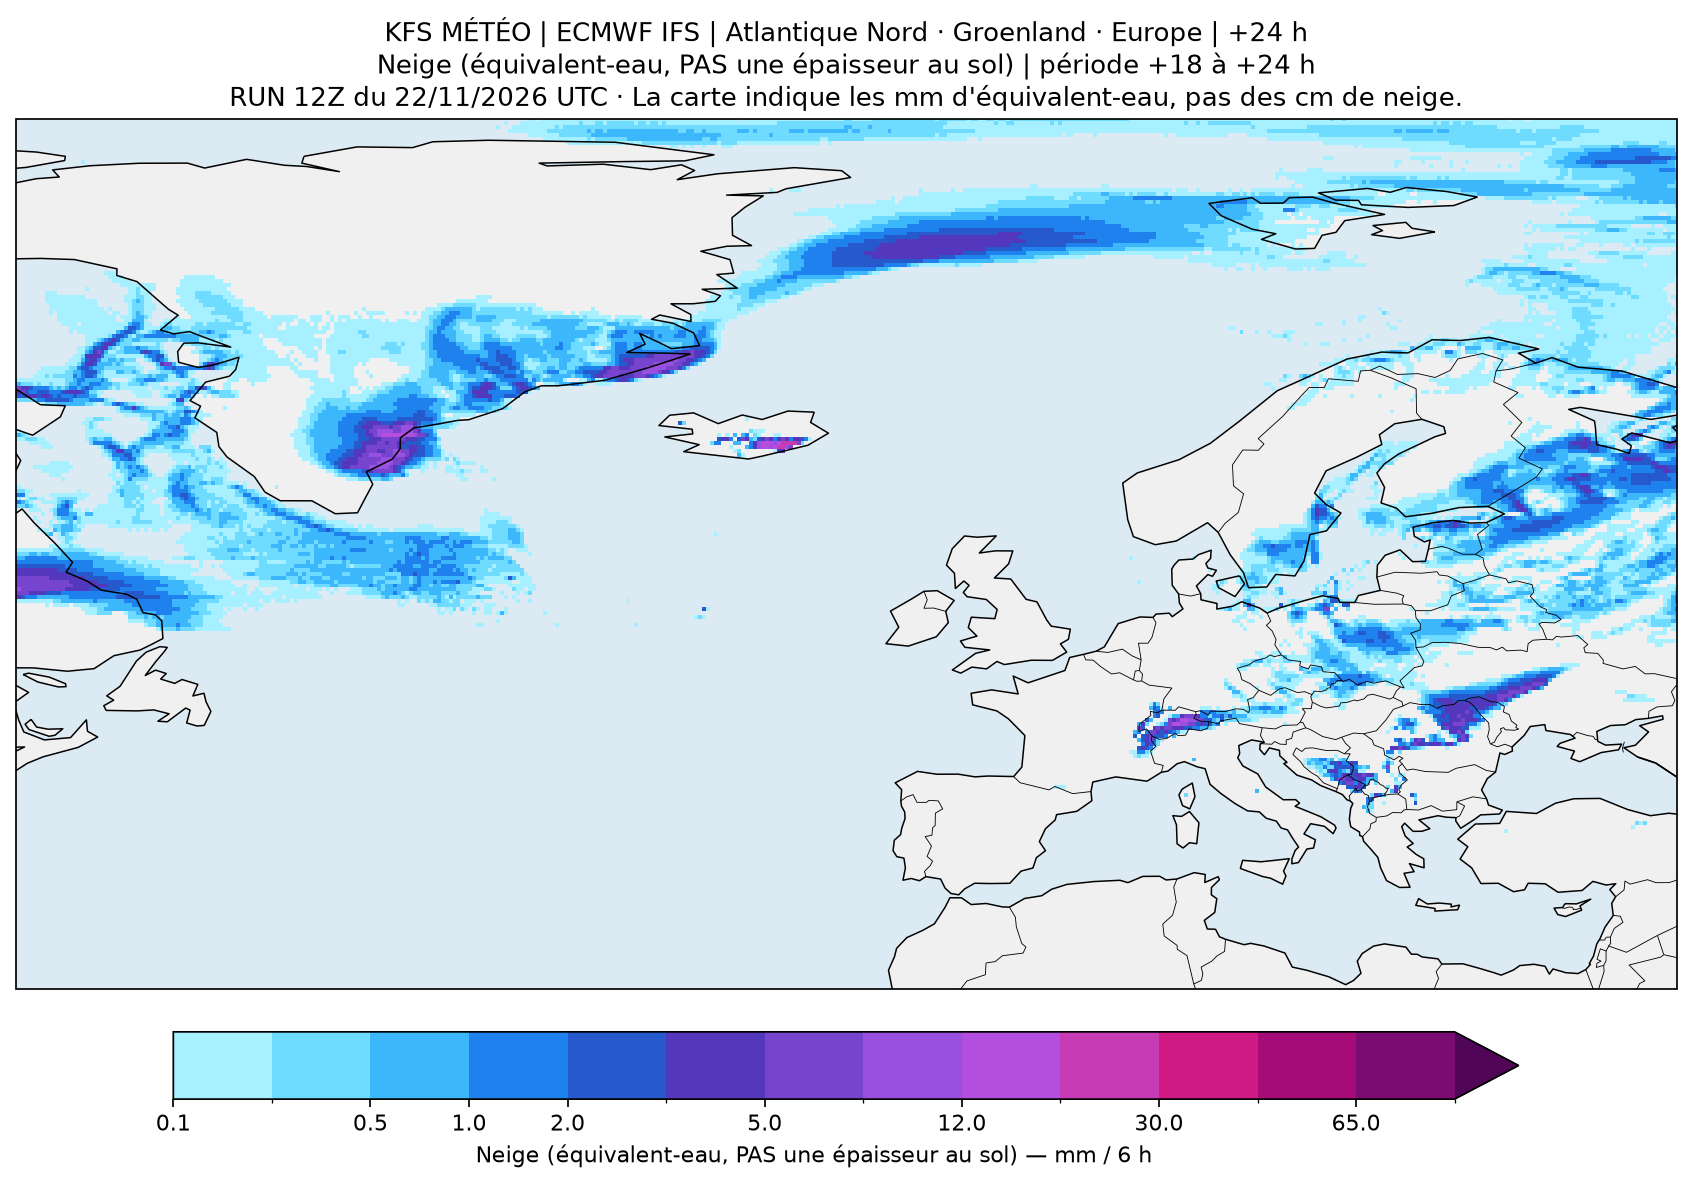 KFS MÉTÉO | ECMWF IFS | Atlantique Nord · Groenland · Europe | +24 h
Neige (équivalent-eau, PAS une épaisseur au sol) | période +18 à +24 h
RUN 12Z du 22/11/2026 UTC · La carte indique les mm d'équivalent-eau, pas des cm de neige.
0.1 0.5 1.0 2.0 5.0 12.0 30.0 65.0
Neige (équivalent-eau, PAS une épaisseur au sol) — mm / 6 h